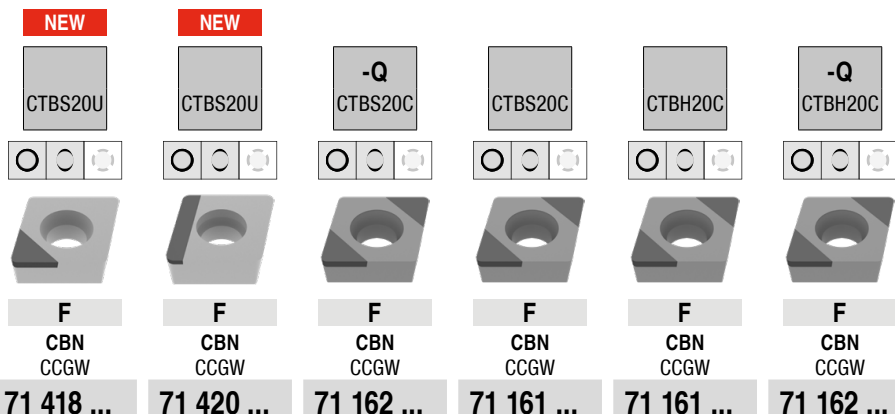 NEW NEW
-Q -Q
CTBS20U CTBS20U CTBS20C CTBS20C CTBH20C CTBH20C
F F F F F F
CBN CBN CBN CBN CBN CBN
CCGW CCGW CCGW CCGW CCGW CCGW
71 418 ... 71 420 ... 71 162 ... 71 161 ... 71 161 ... 71 162 ...